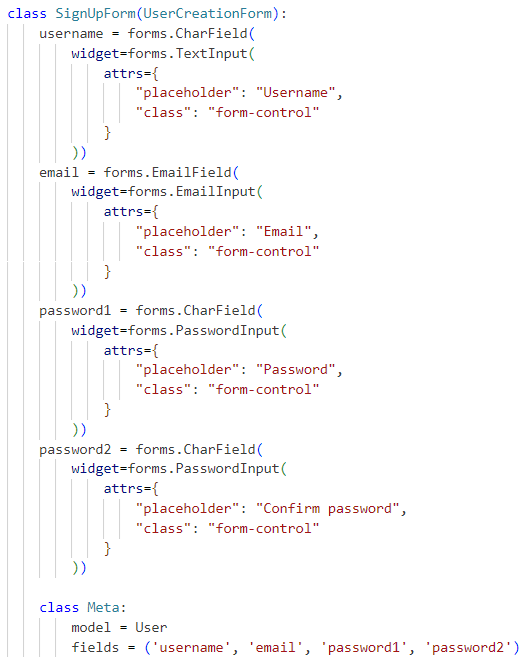 class SignUpForm(UserCreationForm):
    username = forms.CharField(
        widget=forms.TextInput(
            attrs={
                "placeholder": "Username",
                "class": "form-control"
            }
        ))
    email = forms.EmailField(
        widget=forms.EmailInput(
            attrs={
                "placeholder": "Email",
                "class": "form-control"
            }
        ))
    password1 = forms.CharField(
        widget=forms.PasswordInput(
            attrs={
                "placeholder": "Password",
                "class": "form-control"
            }
        ))
    password2 = forms.CharField(
        widget=forms.PasswordInput(
            attrs={
                "placeholder": "Confirm password",
                "class": "form-control"
            }
        ))

    class Meta:
        model = User
        fields = ('username', 'email', 'password1', 'password2')